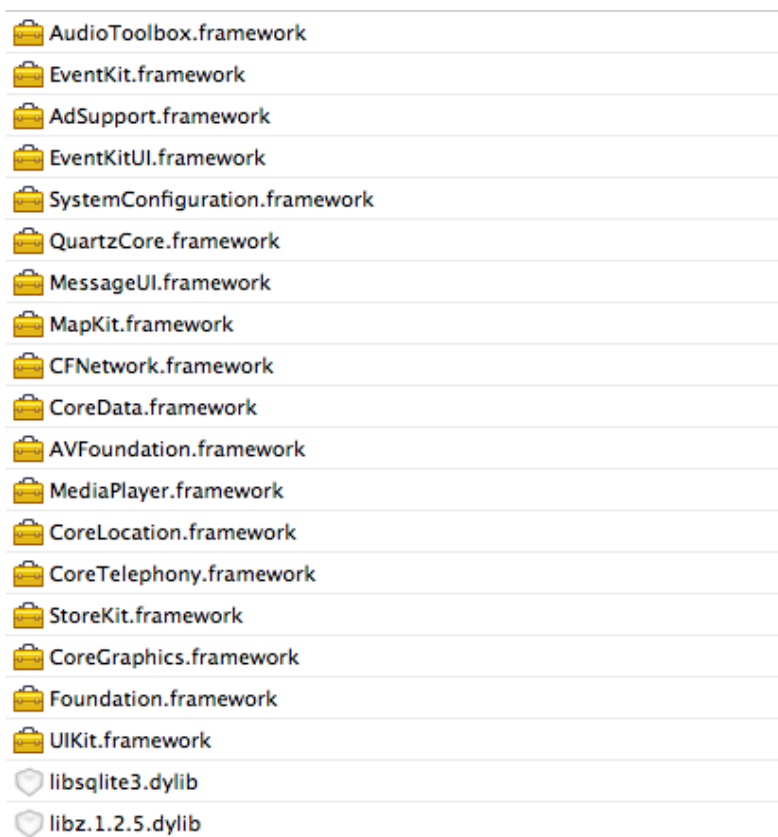 AudioToolbox.framework
EventKit.framework
AdSupport.framework
EventKitUI.framework
SystemConfiguration.framework
QuartzCore.framework
MessageUI.framework
MapKit.framework
CFNetwork.framework
CoreData.framework
AVFoundation.framework
MediaPlayer.framework
CoreLocation.framework
CoreTelephony.framework
StoreKit.framework
CoreGraphics.framework
Foundation.framework
UIKit.framework
libsqlite3.dylib
libz.1.2.5.dylib